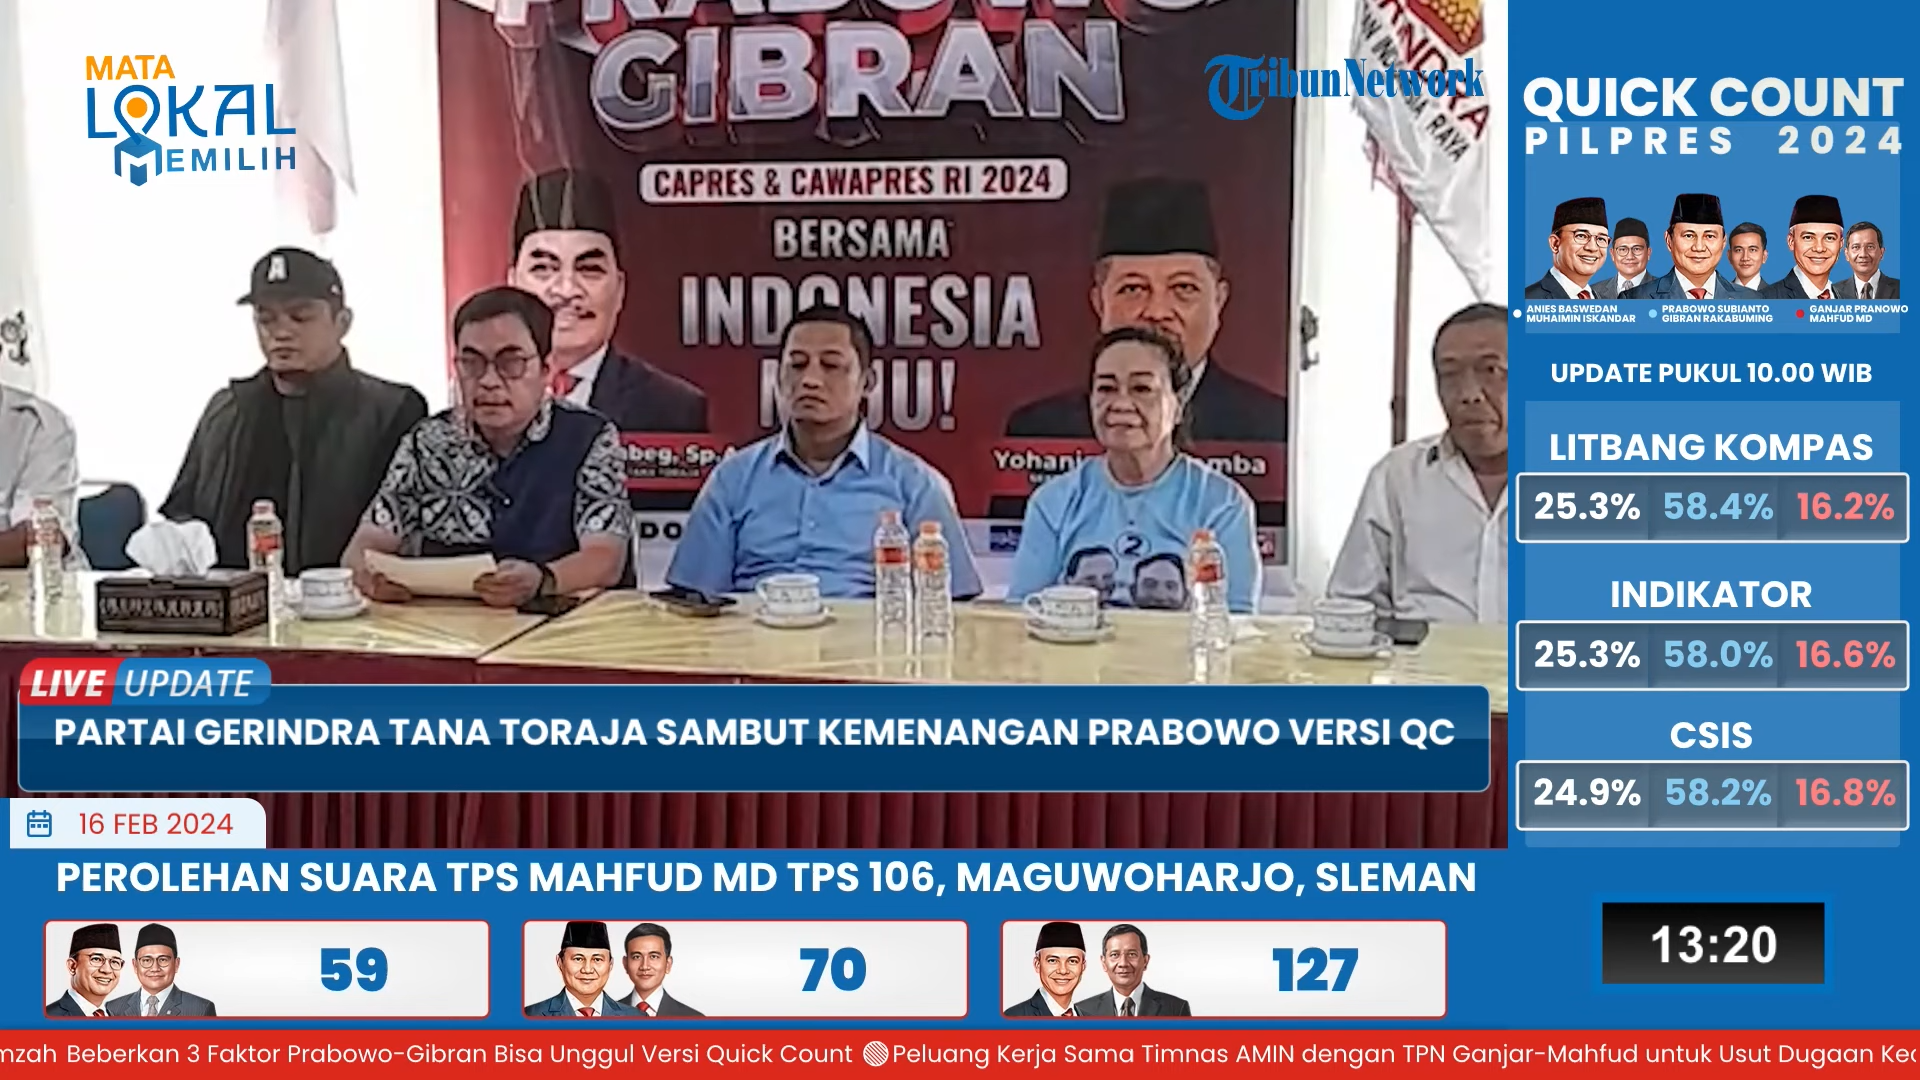 MATA
LOKAL
MEMILIH
GIBRAN
CAPRES & CAWAPRES RI 2024
BERSAMA
INDONESIA
TribunNetwork
A
2
QUICK COUNT
PILPRES 2024
ANIES BASWEDAN
MUHAIMIN ISKANDAR
PRABOWO SUBIANTO
GIBRAN RAKABUMING
GANJAR PRANOWO
MAHFUD MD
UPDATE PUKUL 10.00 WIB
LITBANG KOMPAS
25.3% 58.4% 16.2%
INDIKATOR
25.3% 58.0% 16.6%
CSIS
24.9% 58.2% 16.8%
LIVE UPDATE
PARTAI GERINDRA TANA TORAJA SAMBUT KEMENANGAN PRABOWO VERSI QC
16 FEB 2024
PEROLEHAN SUARA TPS MAHFUD MD TPS 106, MAGUWOHARJO, SLEMAN
59
70
127
13:20
mzah Beberkan 3 Faktor Prabowo-Gibran Bisa Unggul Versi Quick Count Peluang Kerja Sama Timnas AMIN dengan TPN Ganjar-Mahfud untuk Usut Dugaan Kec